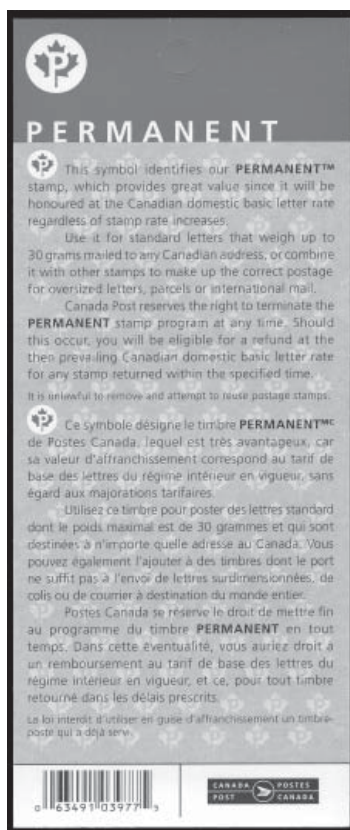 P
PERMANENT
P This symbol identifies our PERMANENT™
stamp, which provides great value since it will be
honoured at the Canadian domestic basic letter rate
regardless of stamp rate increases.
Use it for standard letters that weigh up to
30 grams mailed to any Canadian address, or combine
it with other stamps to make up the correct postage
for oversized letters, parcels or international mail.
Canada Post reserves the right to terminate the
PERMANENT stamp program at any time. Should
this occur, you will be eligible for a refund at the
then prevailing Canadian domestic basic letter rate
for any stamp returned within the specified time.
It is unlawful to remove and attempt to reuse postage stamps.
P Ce symbole désigne le timbre PERMANENTᴹᶜ
de Postes Canada, lequel est très avantageux, car
sa valeur d'affranchissement correspond au tarif de
base des lettres du régime intérieur en vigueur, sans
égard aux majorations tarifaires.
Utilisez ce timbre pour poster des lettres standard
dont le poids maximal est de 30 grammes et qui sont
destinées à n'importe quelle adresse au Canada. Vous
pouvez également l'ajouter à des timbres dont le port
ne suffit pas à l'envoi de lettres surdimensionnées, de
colis ou de courrier à destination du monde entier.
Postes Canada se réserve le droit de mettre fin
au programme du timbre PERMANENT en tout
temps. Dans cette éventualité, vous auriez droit à
un remboursement au tarif de base des lettres du
régime intérieur en vigueur, et ce, pour tout timbre
retourné dans les délais prescrits.
La loi interdit d'utiliser en guise d'affranchissement un timbre-
poste qui a déjà servi.
0 63491 03977 3
CANADA POSTES
POST CANADA